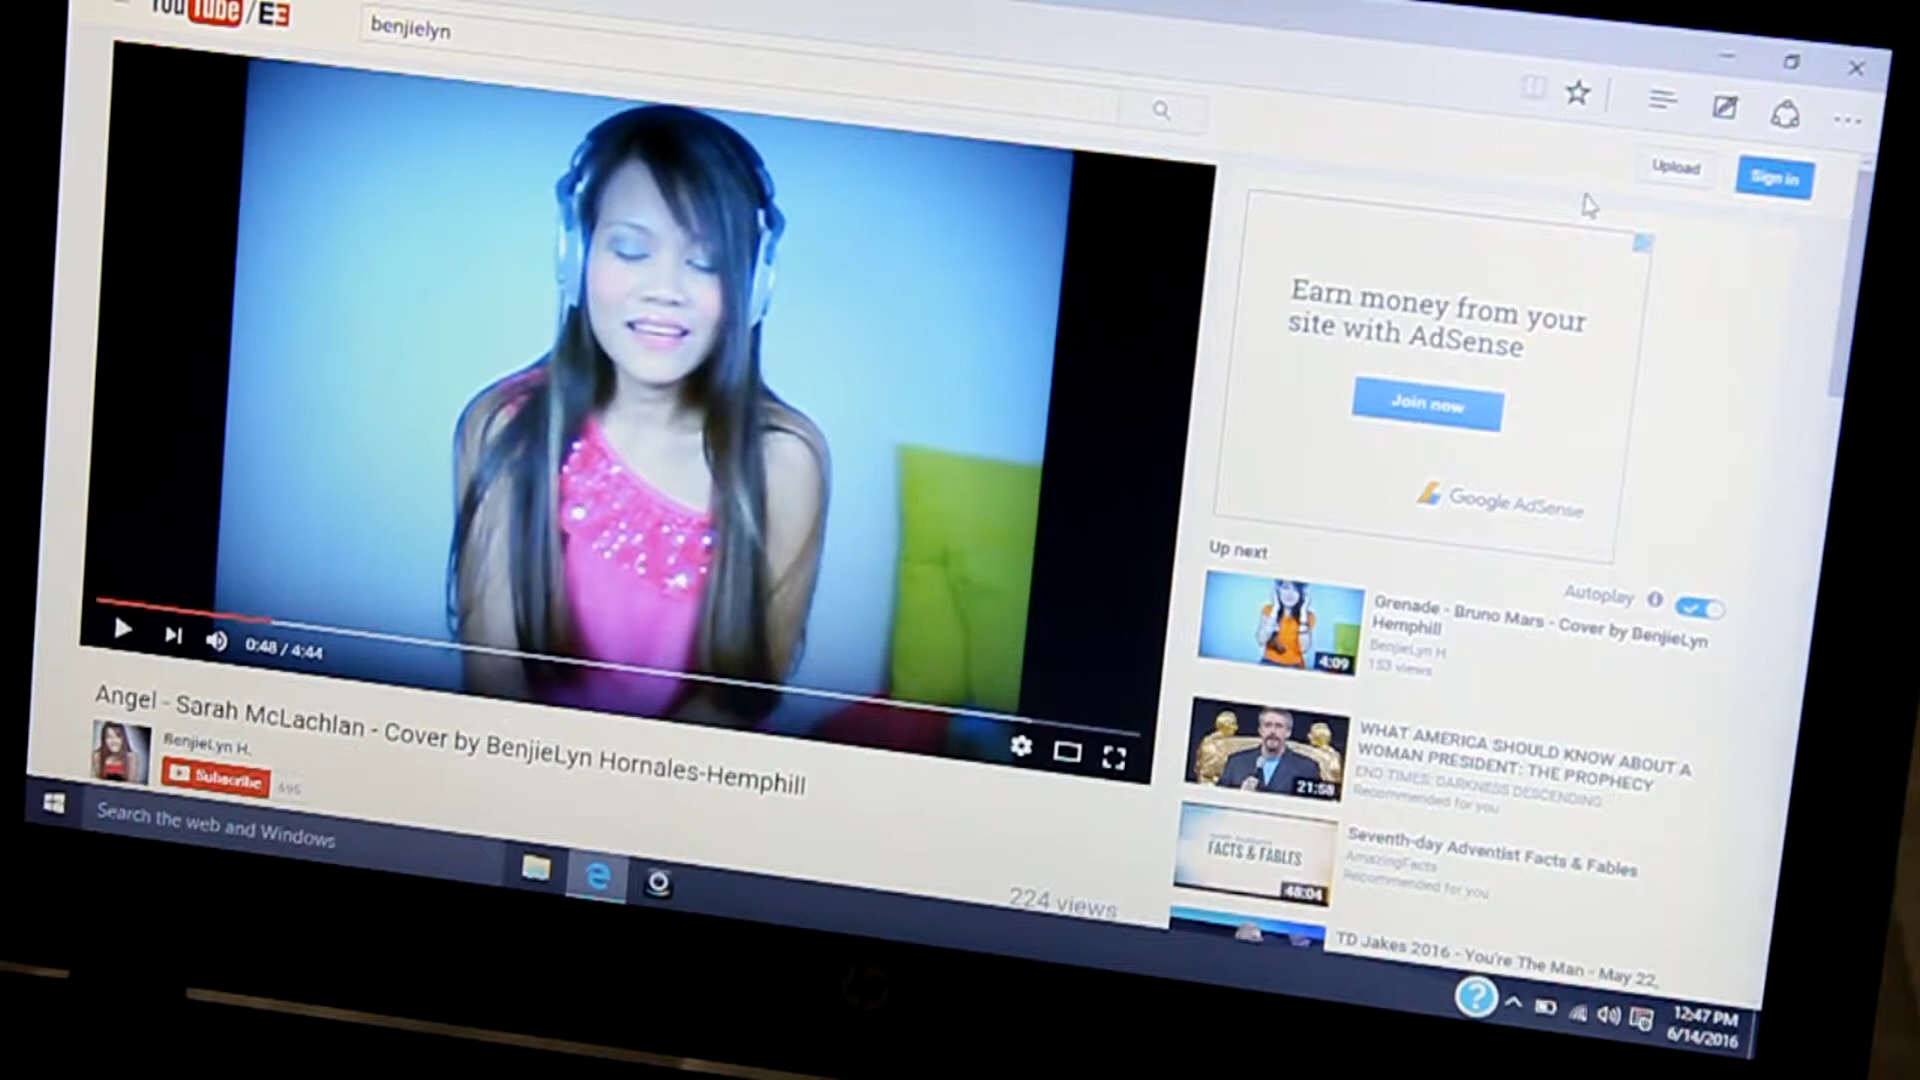 YouTube/E3
benjielyn
Upload
Sign in
Earn money from your
site with AdSense
Join now
Google AdSense
Up next
Autoplay
Grenade - Bruno Mars - Cover by BenjieLyn
Hemphill
BenjieLyn H.
153 views
4:09
WHAT AMERICA SHOULD KNOW ABOUT A
WOMAN PRESIDENT: THE PROPHECY
END TIMES: DARKNESS DESCENDING
Recommended for you
21:58
Seventh-day Adventist Facts & Fables
AmazingFacts
Recommended for you
FACTS & FABLES
48:04
TD Jakes 2016 - You're The Man - May 22,
0:48 / 4:44
Angel - Sarah McLachlan - Cover by BenjieLyn Hornales-Hemphill
BenjieLyn H.
Subscribe
695
224 views
Search the web and Windows
hp
12:47 PM
6/14/2016